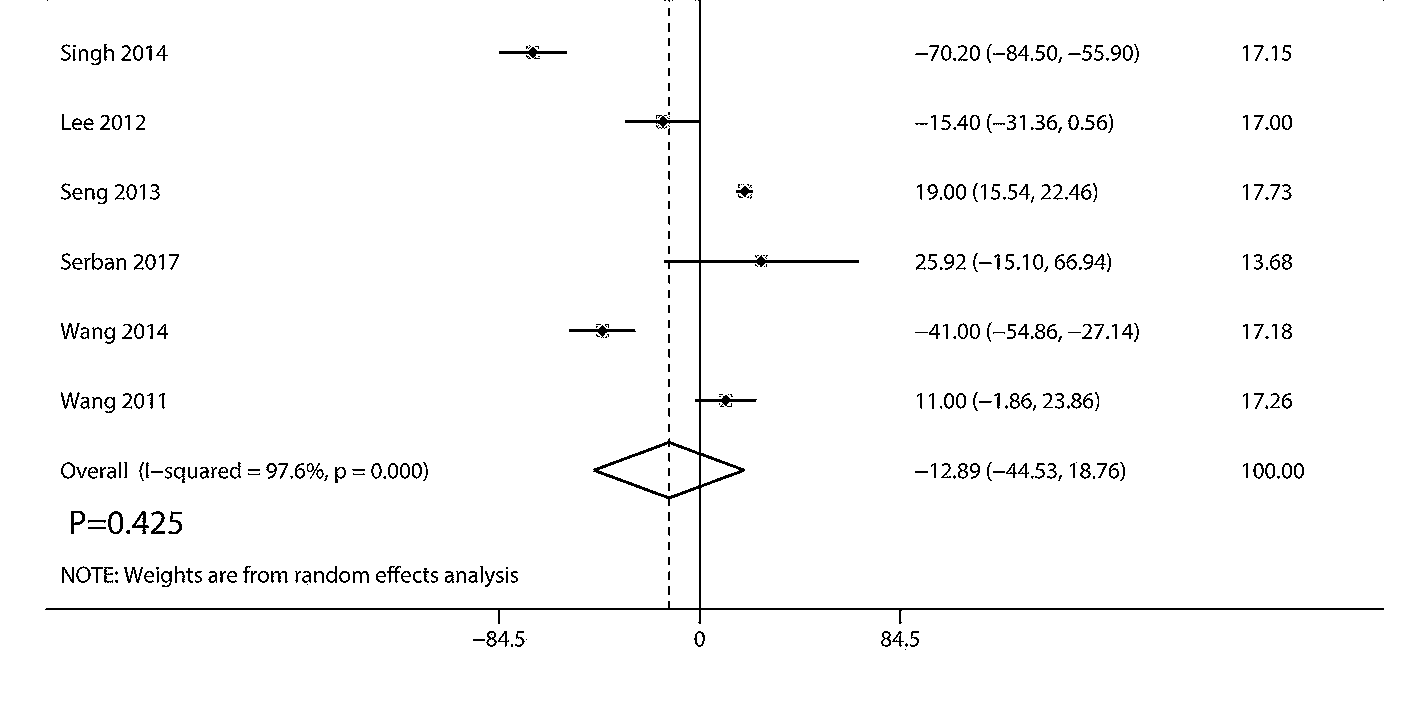 Singh 2014 −70.20 (−84.50, −55.90) 17.15
Lee 2012 −15.40 (−31.36, 0.56) 17.00
Seng 2013 19.00 (15.54, 22.46) 17.73
Serban 2017 25.92 (−15.10, 66.94) 13.68
Wang 2014 −41.00 (−54.86, −27.14) 17.18
Wang 2011 11.00 (−1.86, 23.86) 17.26
Overall (I−squared = 97.6%, p = 0.000) −12.89 (−44.53, 18.76) 100.00
P=0.425
NOTE: Weights are from random effects analysis
−84.5 0 84.5